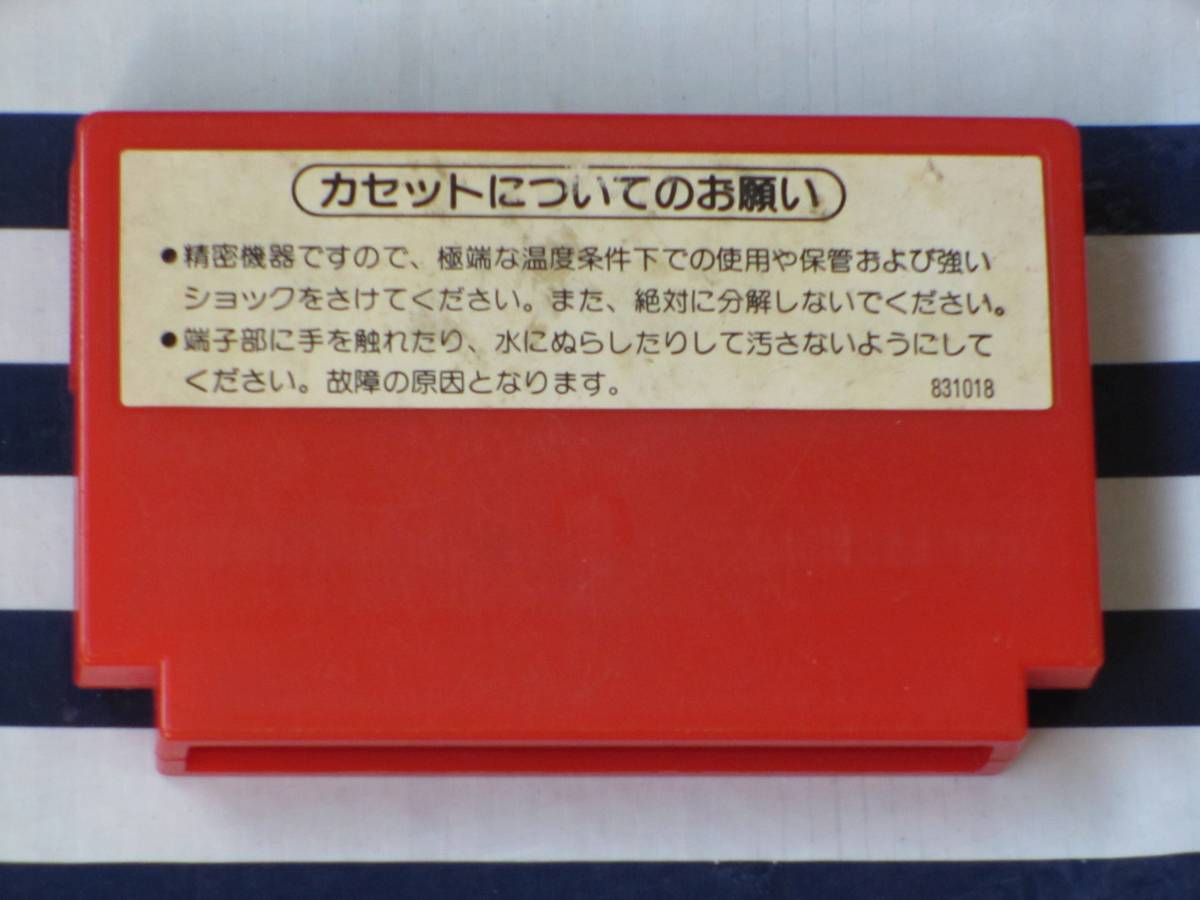 カセットについてのお願い
●精密機器ですので、極端な温度条件下での使用や保管および強い
ショックをさけてください。また、絶対に分解しないでください。
●端子部に手を触れたり、水にぬらしたりして汚さないようにして
ください。故障の原因となります。
831018